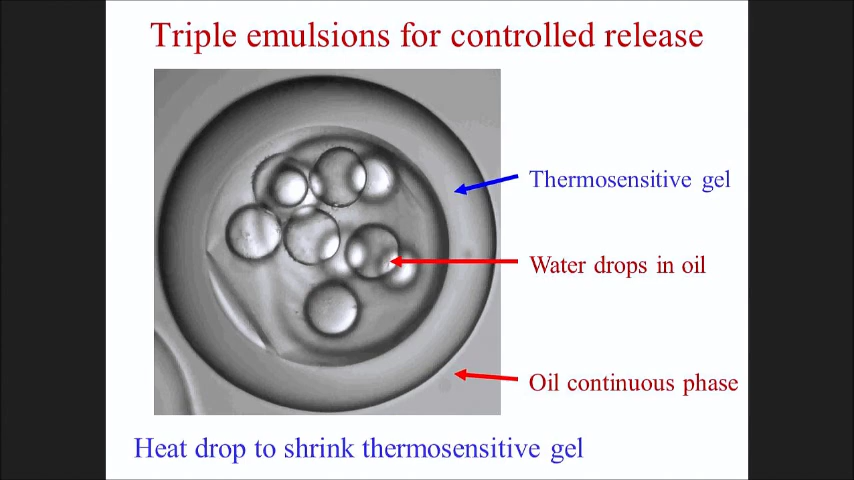 Triple emulsions for controlled release
Thermosensitive gel
Water drops in oil
Oil continuous phase
Heat drop to shrink thermosensitive gel